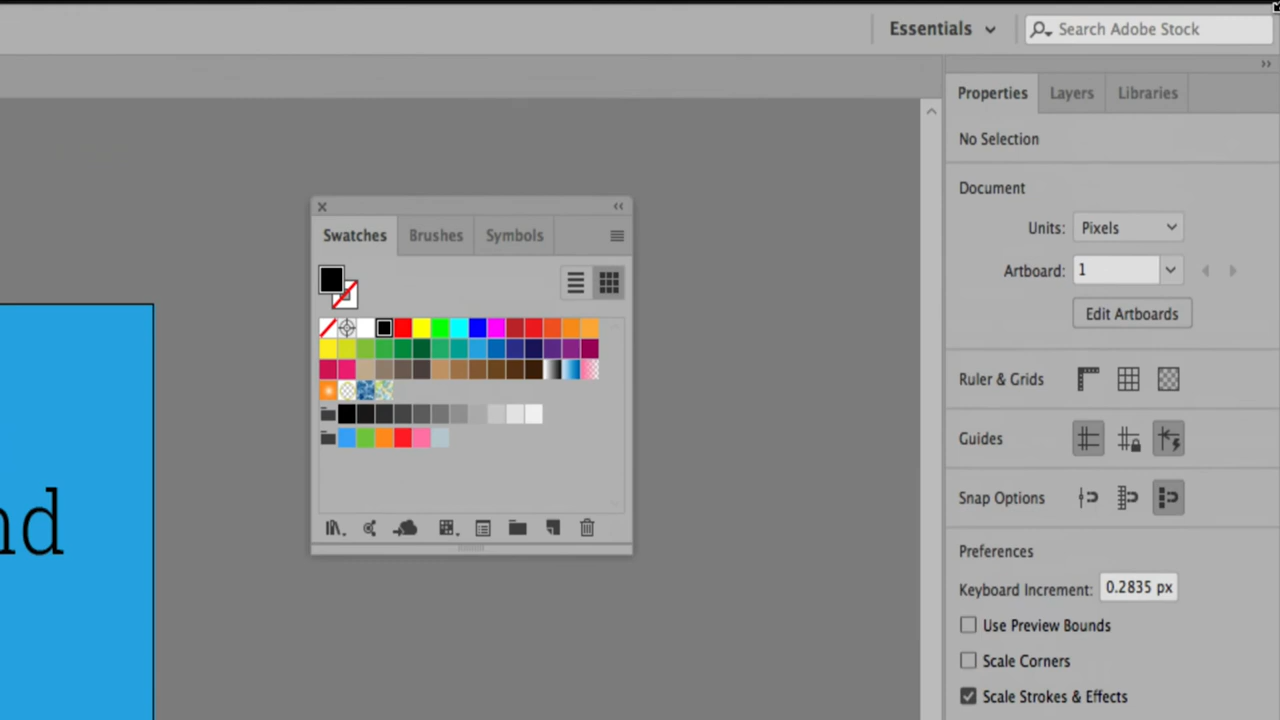 Essentials
Search Adobe Stock
Properties
Layers
Libraries
No Selection
Document
Units: Pixels
Artboard: 1
Edit Artboards
Ruler & Grids
Guides
Snap Options
Preferences
Keyboard Increment: 0.2835 px
Use Preview Bounds
Scale Corners
Scale Strokes & Effects
Swatches
Brushes
Symbols
nd